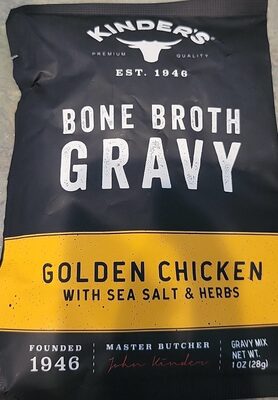 KINDER'S®
PREMIUM QUALITY
EST. 1946
BONE BROTH
GRAVY
GOLDEN CHICKEN
WITH SEA SALT & HERBS
FOUNDED
1946
MASTER BUTCHER
John Kinder
GRAVY MIX
NET WT.
1 OZ (28g)